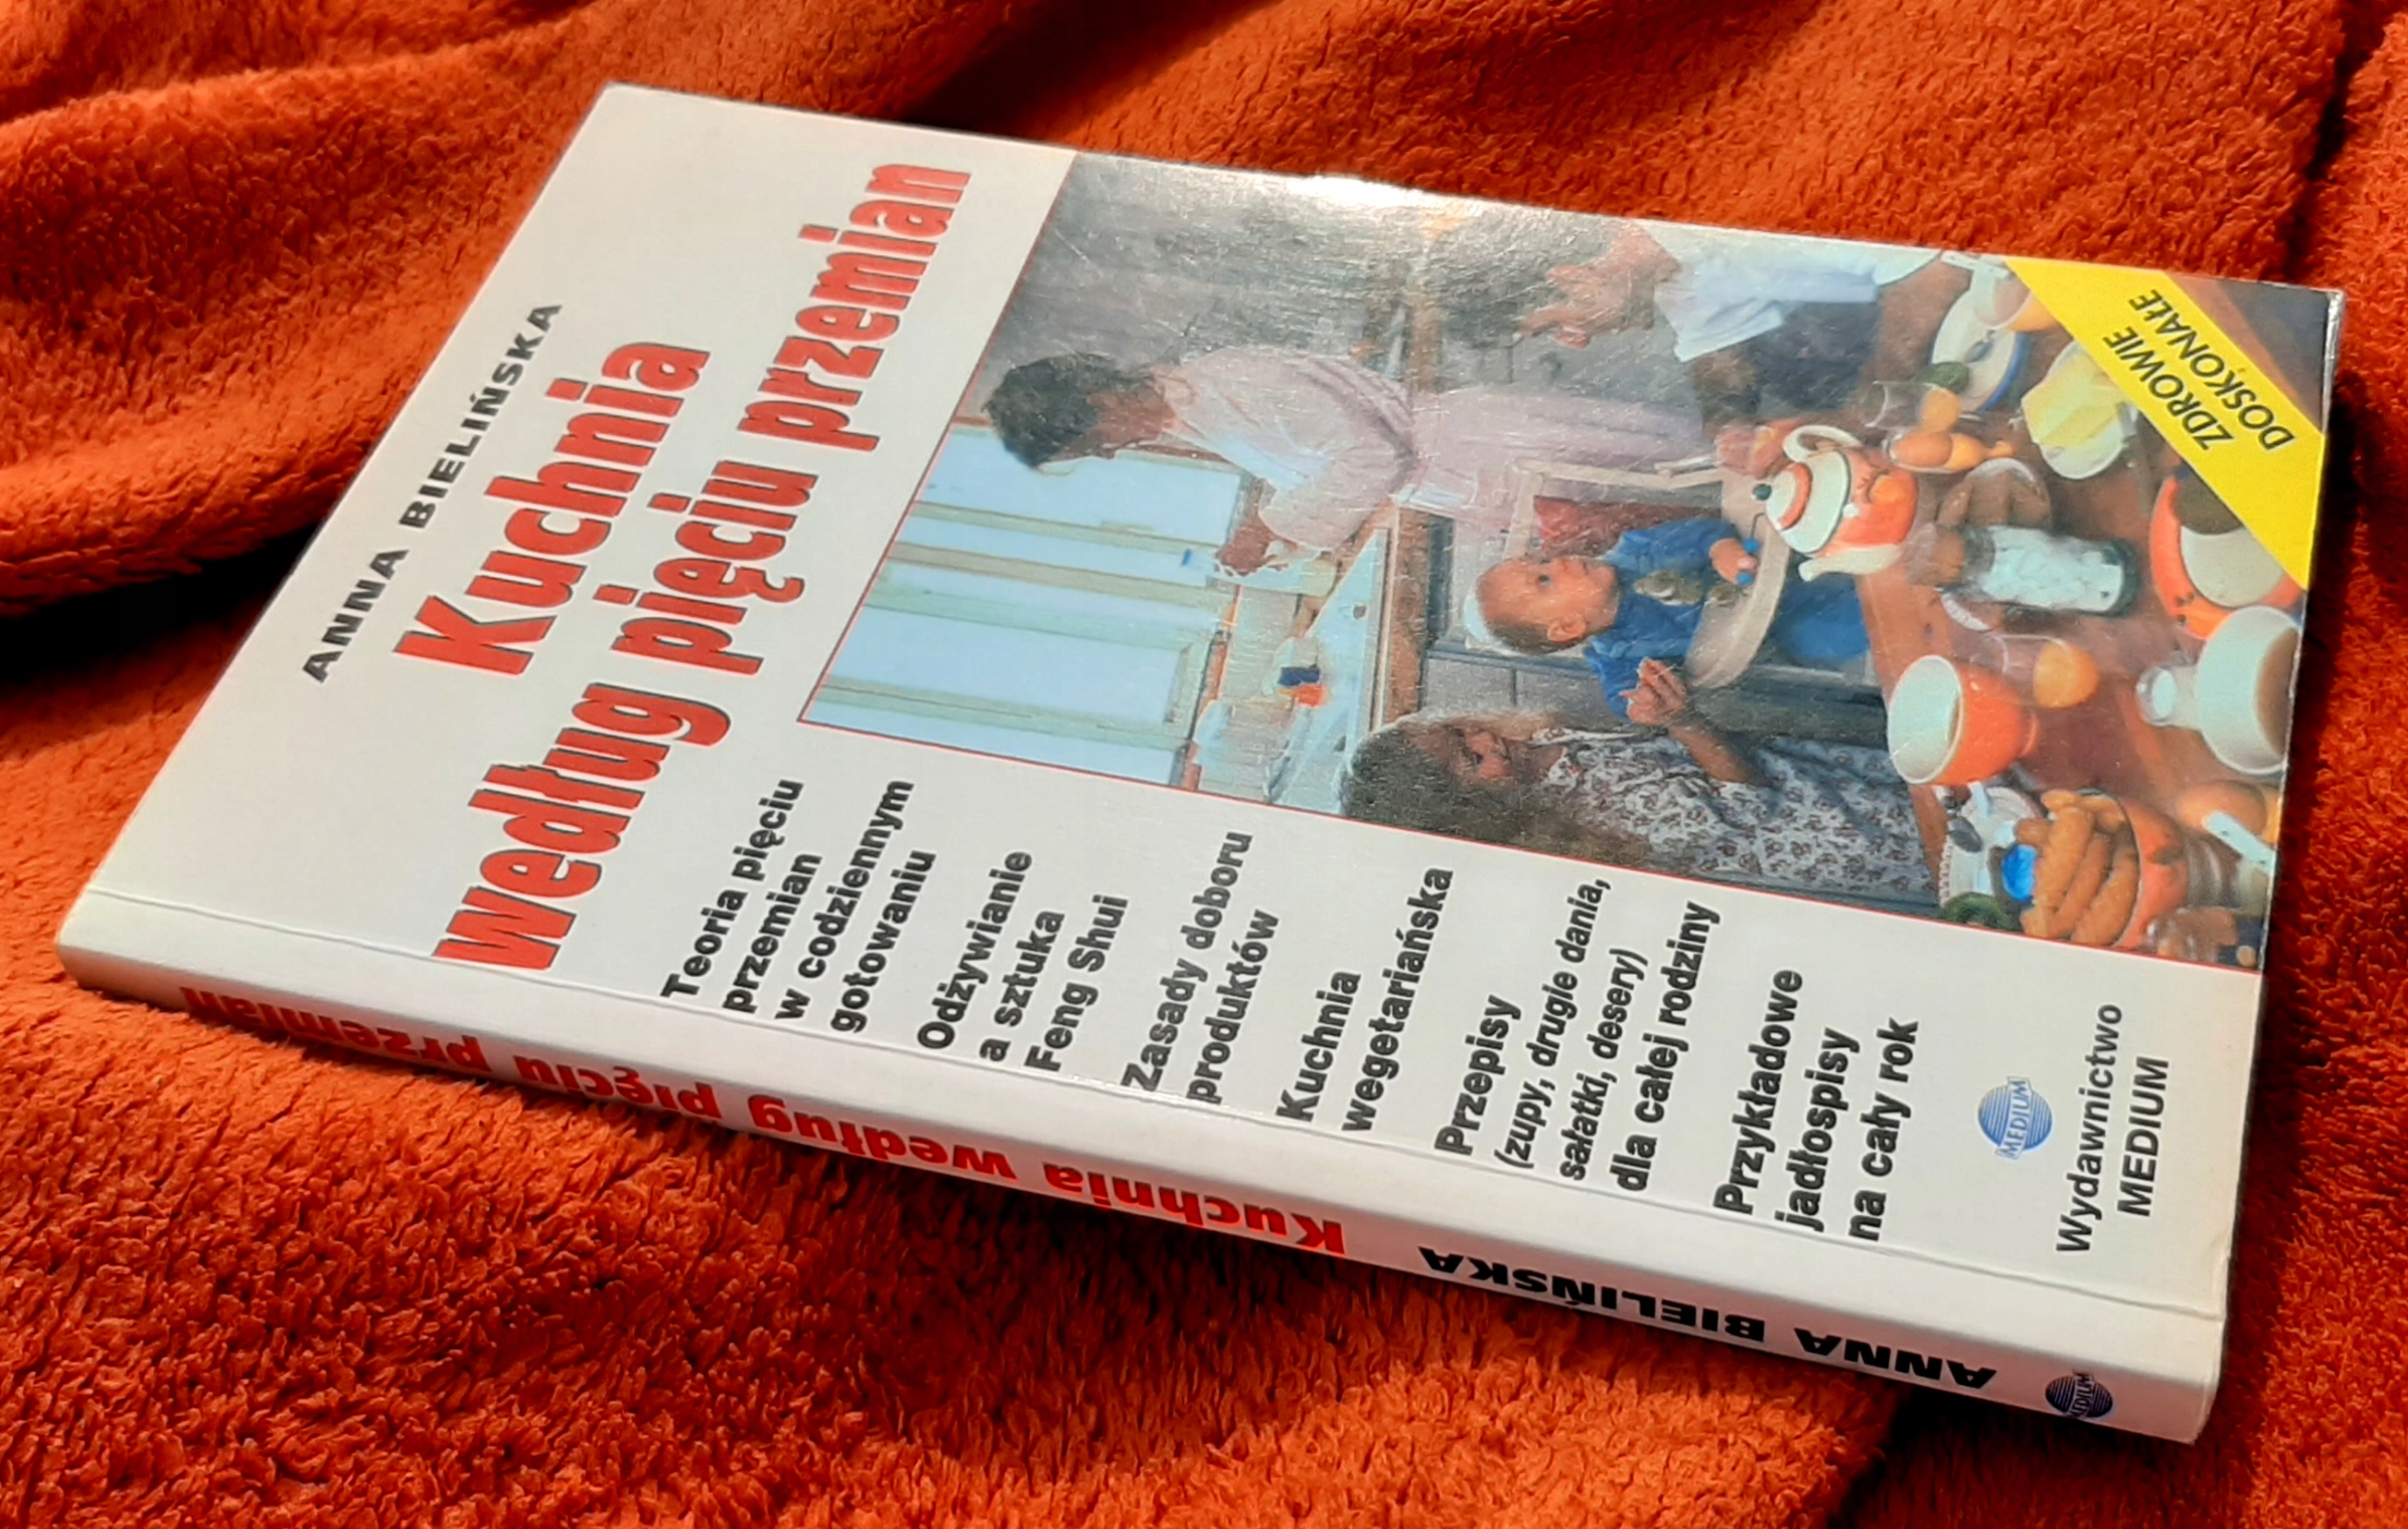 ANNA BIELIŃSKA
Kuchnia
według pięciu przemian
Teoria pięciu
przemian
w codziennym
gotowaniu
Odżywianie
a sztuka
Feng Shui
Zasady doboru
produktów
Kuchnia
wegetariańska
Przepisy
(zupy, drugie dania,
sałatki, desery)
dla całej rodziny
Przykładowe
jadłospisy
na cały rok
MEDIUM
Wydawnictwo
MEDIUM
ZDROWIE
DOSKONAŁE
MEDIUM
ANNA BIELIŃSKA Kuchnia według pięciu przemian